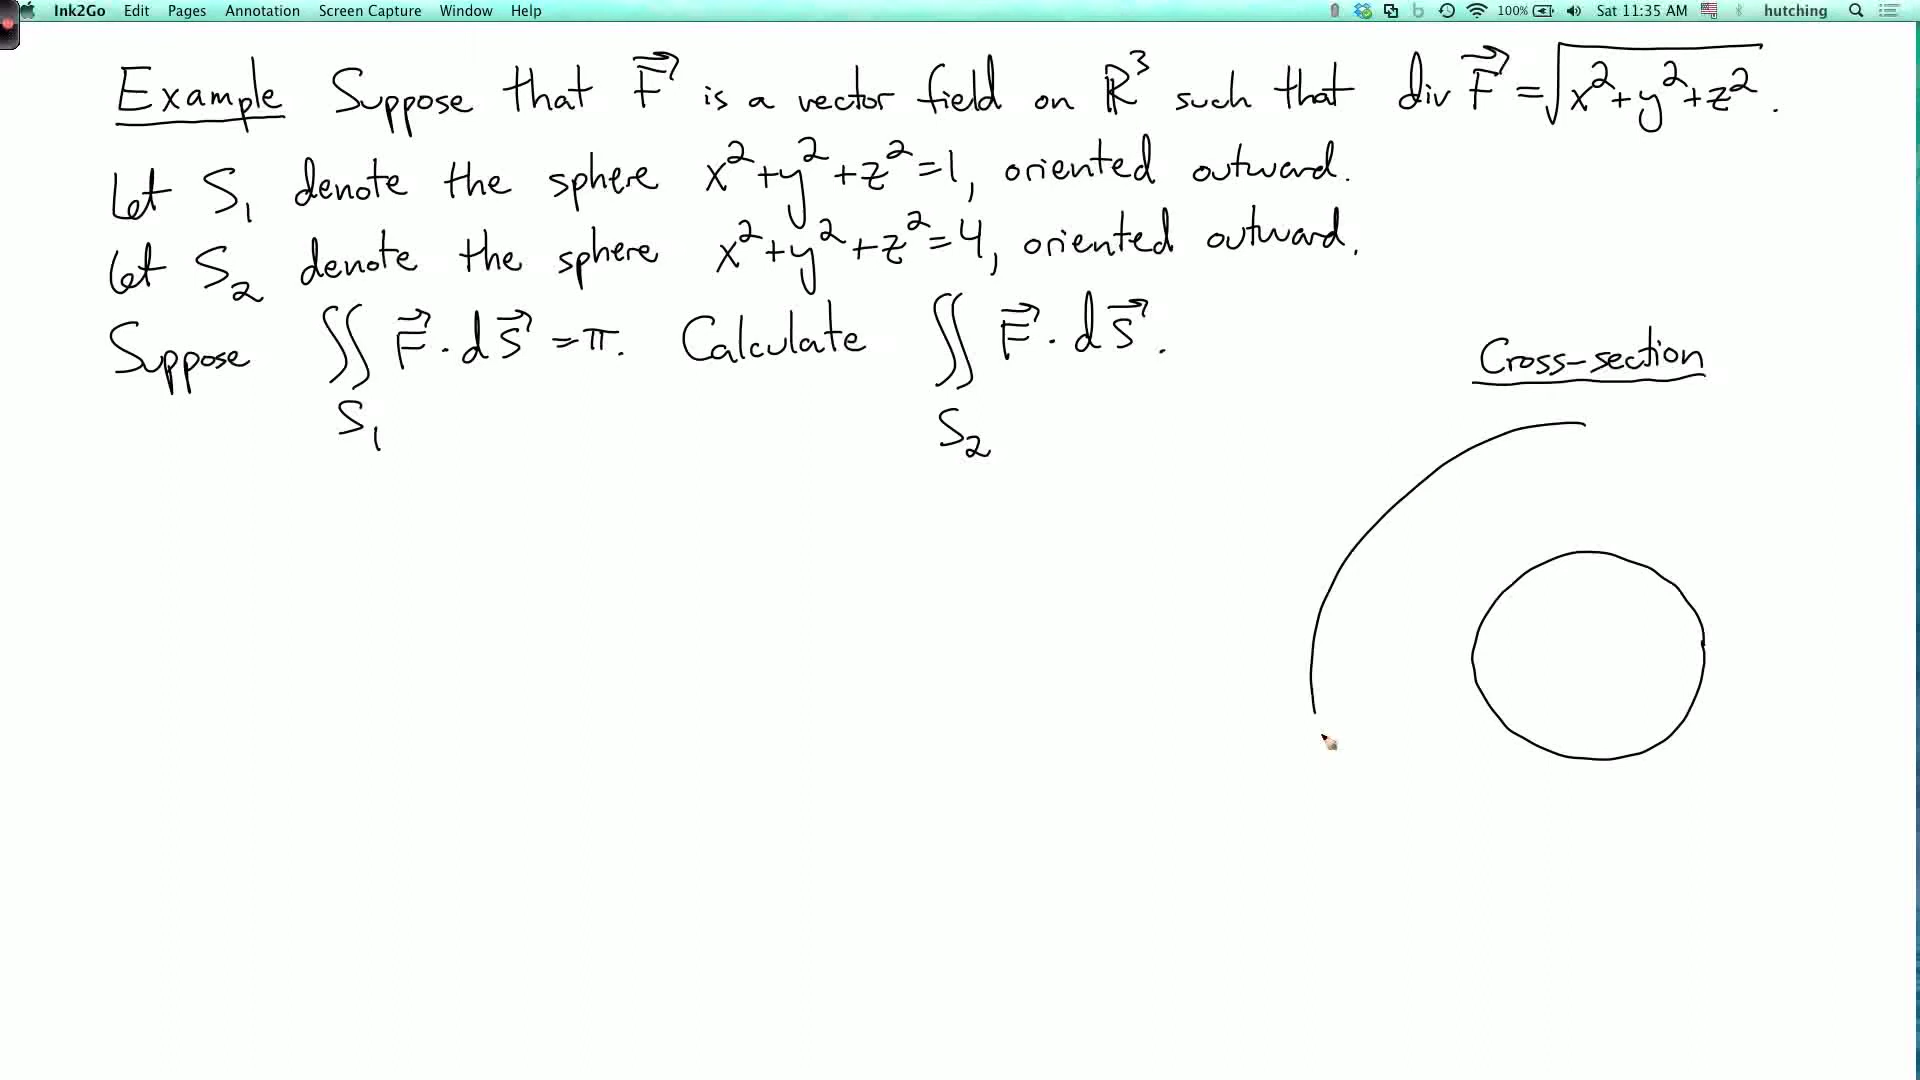 Ink2Go Edit Pages Annotation Screen Capture Window Help 100% Sat 11:35 AM hutching
Example Suppose that F⃗ is a vector field on ℝ³ such that div F⃗ = √(x²+y²+z²).
Let S₁ denote the sphere x²+y²+z²=1, oriented outward.
Let S₂ denote the sphere x²+y²+z²=4, oriented outward.
Suppose ∬_{S₁} F⃗·dS⃗ = π. Calculate ∬_{S₂} F⃗·dS⃗.
Cross-section